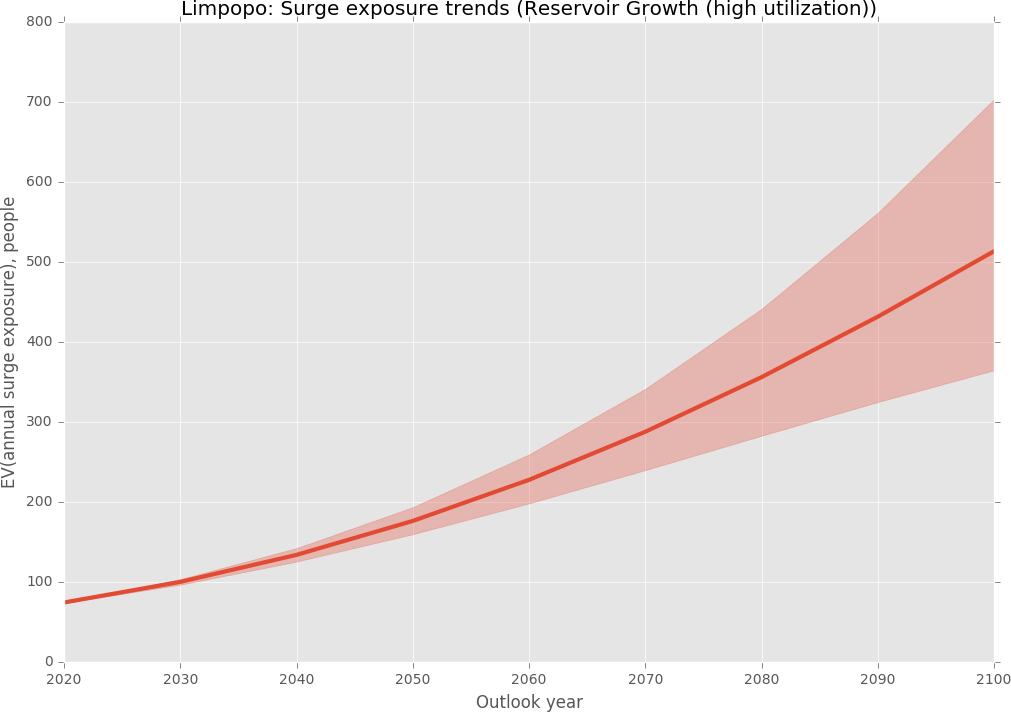 Limpopo: Surge exposure trends (Reservoir Growth (high utilization))
EV(annual surge exposure), people
800
700
600
500
400
300
200
100
0
2020 2030 2040 2050 2060 2070 2080 2090 2100
Outlook year